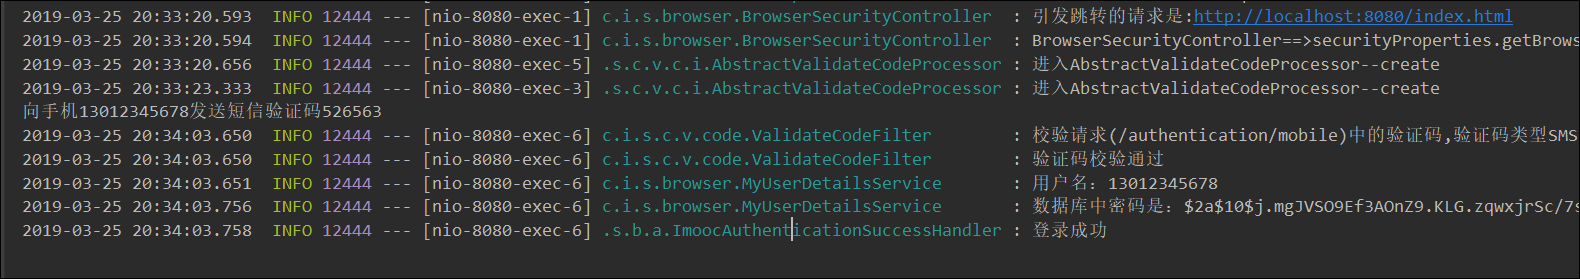 2019-03-25 20:33:20.593  INFO 12444 --- [nio-8080-exec-1] c.i.s.browser.BrowserSecurityController  : 引发跳转的请求是:http://localhost:8080/index.html
2019-03-25 20:33:20.594  INFO 12444 --- [nio-8080-exec-1] c.i.s.browser.BrowserSecurityController  : BrowserSecurityController==>securityProperties.getBrows
2019-03-25 20:33:20.656  INFO 12444 --- [nio-8080-exec-5] .s.c.v.c.i.AbstractValidateCodeProcessor : 进入AbstractValidateCodeProcessor--create
2019-03-25 20:33:23.333  INFO 12444 --- [nio-8080-exec-3] .s.c.v.c.i.AbstractValidateCodeProcessor : 进入AbstractValidateCodeProcessor--create
向手机13012345678发送短信验证码526563
2019-03-25 20:34:03.650  INFO 12444 --- [nio-8080-exec-6] c.i.s.c.v.code.ValidateCodeFilter        : 校验请求(/authentication/mobile)中的验证码,验证码类型SMS
2019-03-25 20:34:03.650  INFO 12444 --- [nio-8080-exec-6] c.i.s.c.v.code.ValidateCodeFilter        : 验证码校验通过
2019-03-25 20:34:03.651  INFO 12444 --- [nio-8080-exec-6] c.i.s.browser.MyUserDetailsService       : 用户名：13012345678
2019-03-25 20:34:03.756  INFO 12444 --- [nio-8080-exec-6] c.i.s.browser.MyUserDetailsService       : 数据库中密码是：$2a$10$j.mgJVSO9Ef3AOnZ9.KLG.zqwxjrSc/7s
2019-03-25 20:34:03.758  INFO 12444 --- [nio-8080-exec-6] .s.b.a.ImoocAuthenticationSuccessHandler : 登录成功